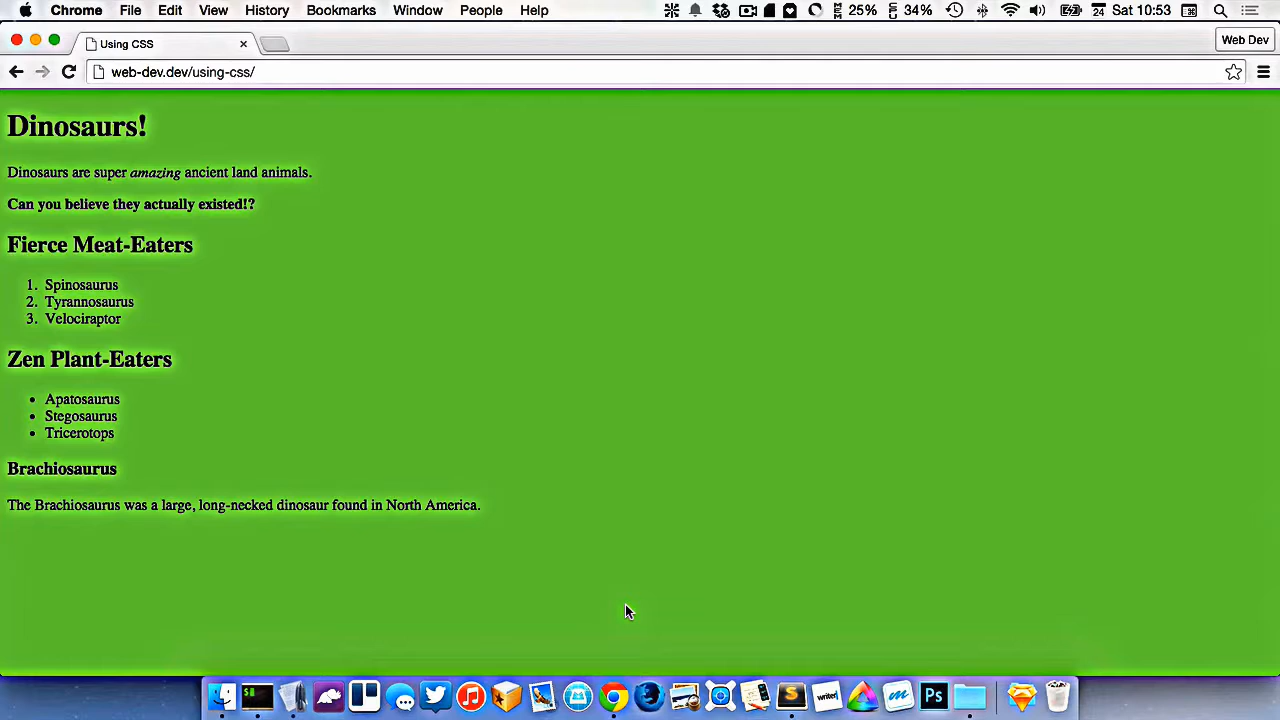 Chrome File Edit View History Bookmarks Window People Help 25% 34% 24 Sat 10:53
Using CSS
Web Dev
web-dev.dev/using-css/
Dinosaurs!
Dinosaurs are super amazing ancient land animals.
Can you believe they actually existed!?
Fierce Meat-Eaters
1. Spinosaurus
2. Tyrannosaurus
3. Velociraptor
Zen Plant-Eaters
• Apatosaurus
• Stegosaurus
• Tricerotops
Brachiosaurus
The Brachiosaurus was a large, long-necked dinosaur found in North America.
$ S writer m Ps